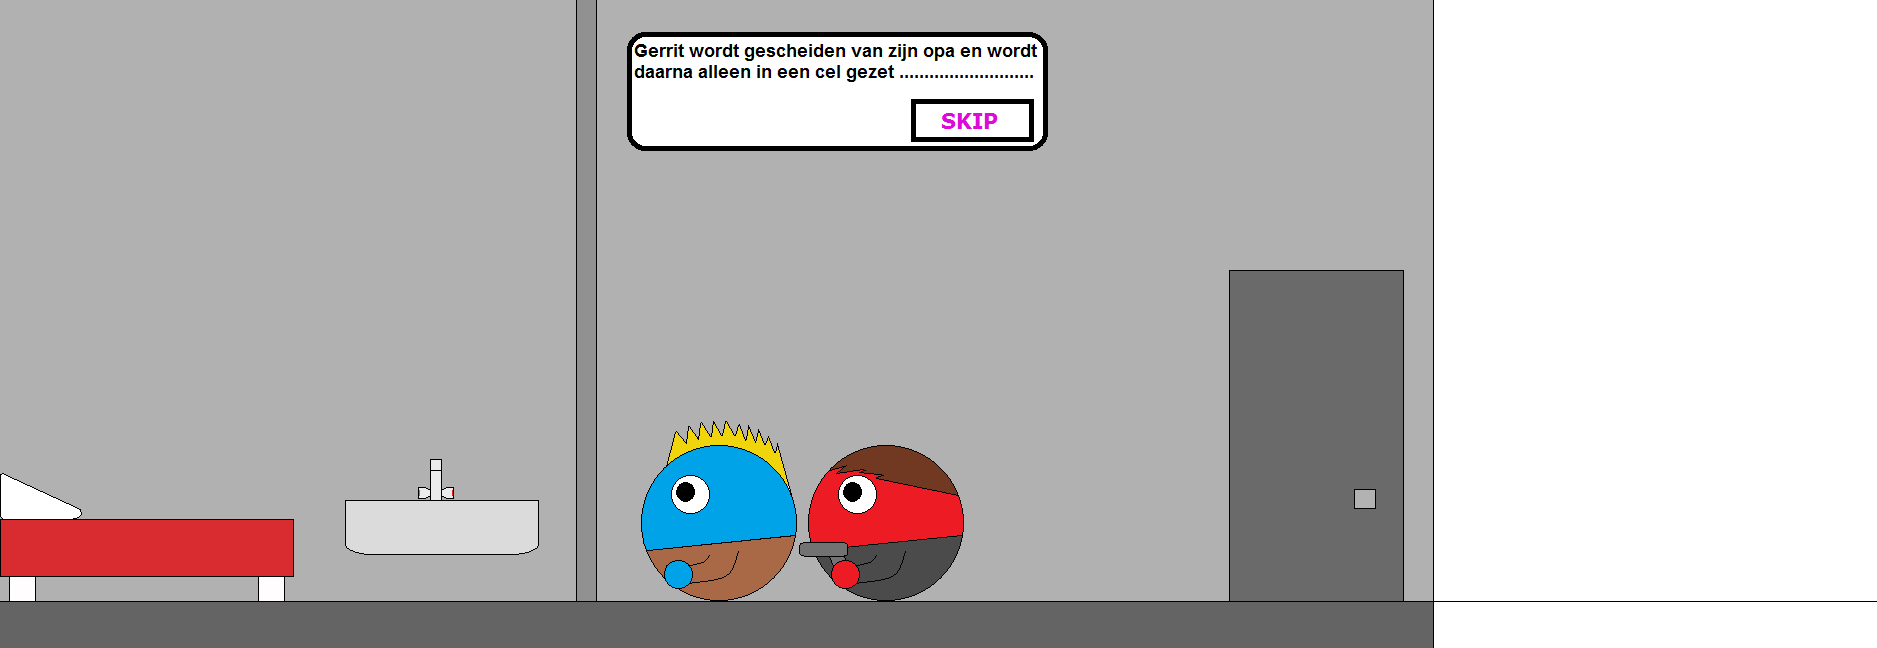 Gerrit wordt gescheiden van zijn opa en wordt
daarna alleen in een cel gezet ...........................
SKIP